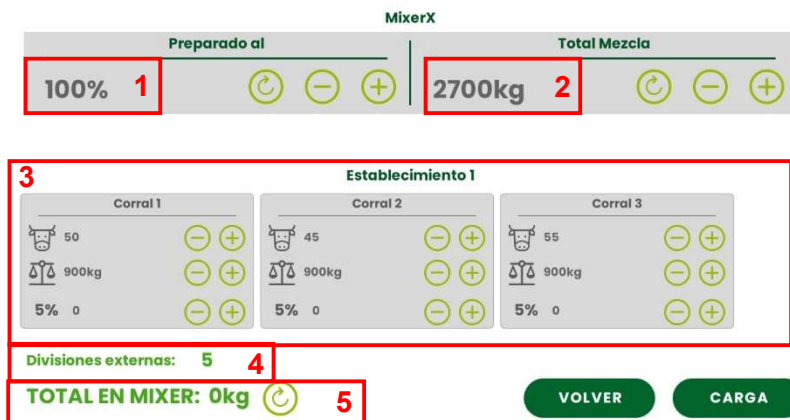 MixerX
Preparado al Total Mezcla
100% 1 2700kg 2
3 Establecimiento 1
Corral 1 Corral 2 Corral 3
50 45 55
900kg 900kg 900kg
5% 0 5% 0 5% 0
Divisiones externas: 5 4
TOTAL EN MIXER: 0kg 5 VOLVER CARGA